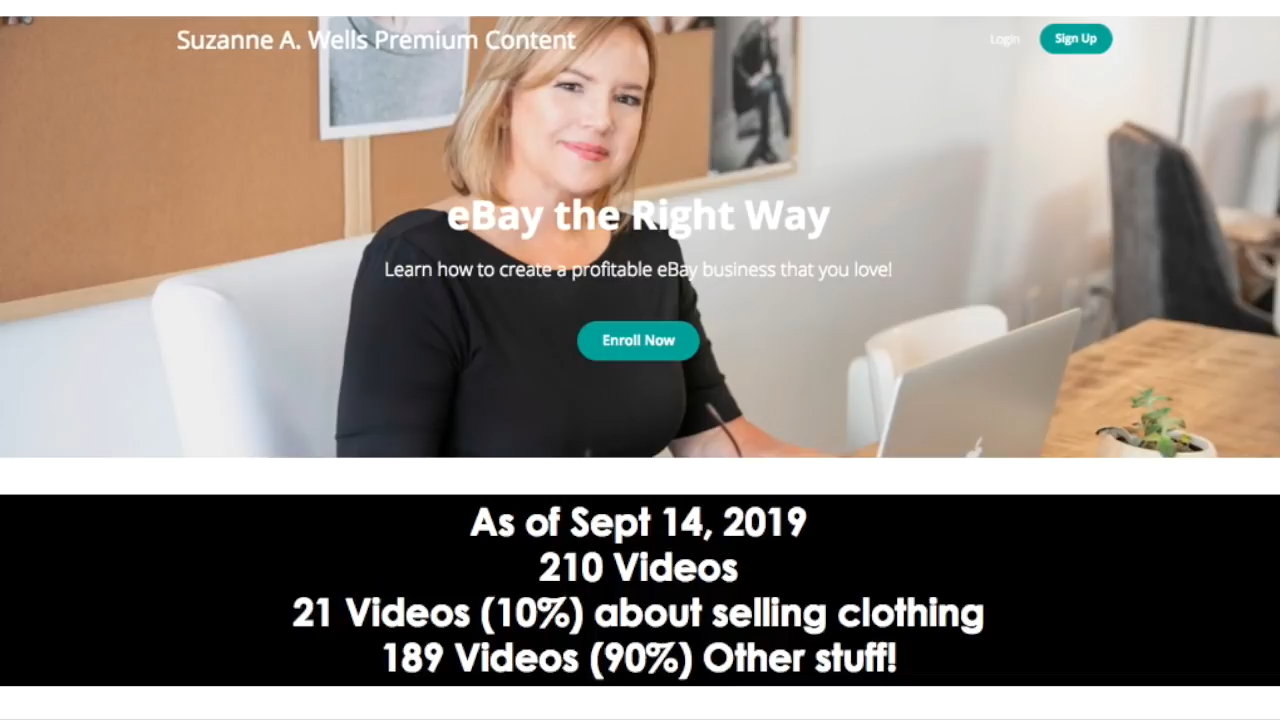 Suzanne A. Wells Premium Content
Login
Sign Up
eBay the Right Way
Learn how to create a profitable eBay business that you love!
Enroll Now
As of Sept 14, 2019
210 Videos
21 Videos (10%) about selling clothing
189 Videos (90%) Other stuff!